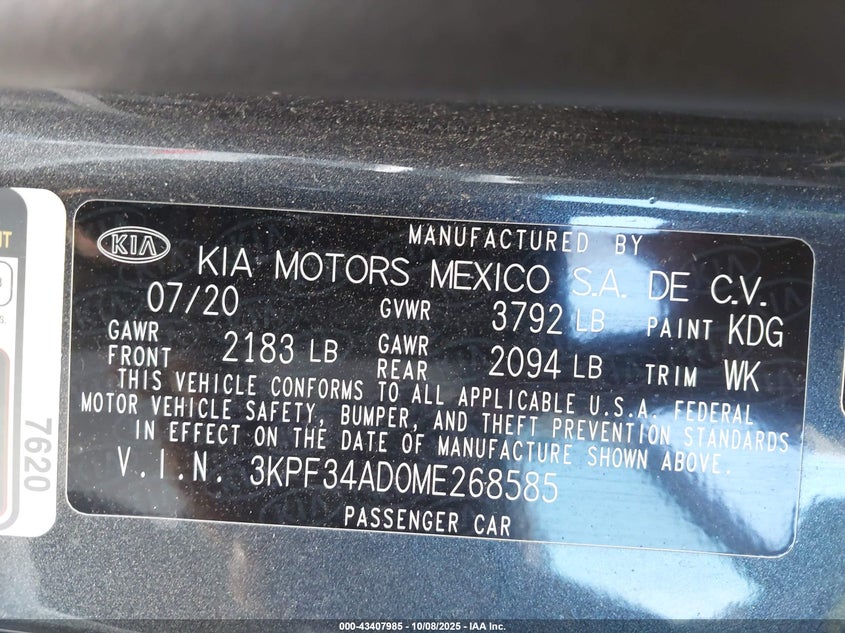 MANUFACTURED BY
KIA
KIA MOTORS MEXICO S.A. DE C.V.
07/20 GVWR 3792 LB PAINT KDG
GAWR FRONT 2183 LB GAWR REAR 2094 LB TRIM WK
THIS VEHICLE CONFORMS TO ALL APPLICABLE U.S.A. FEDERAL
MOTOR VEHICLE SAFETY, BUMPER, AND THEFT PREVENTION STANDARDS
IN EFFECT ON THE DATE OF MANUFACTURE SHOWN ABOVE.
V.I.N. 3KPF34AD0ME268585
PASSENGER CAR
7620
000-43407985 | 10/08/2025 – IAA Inc.